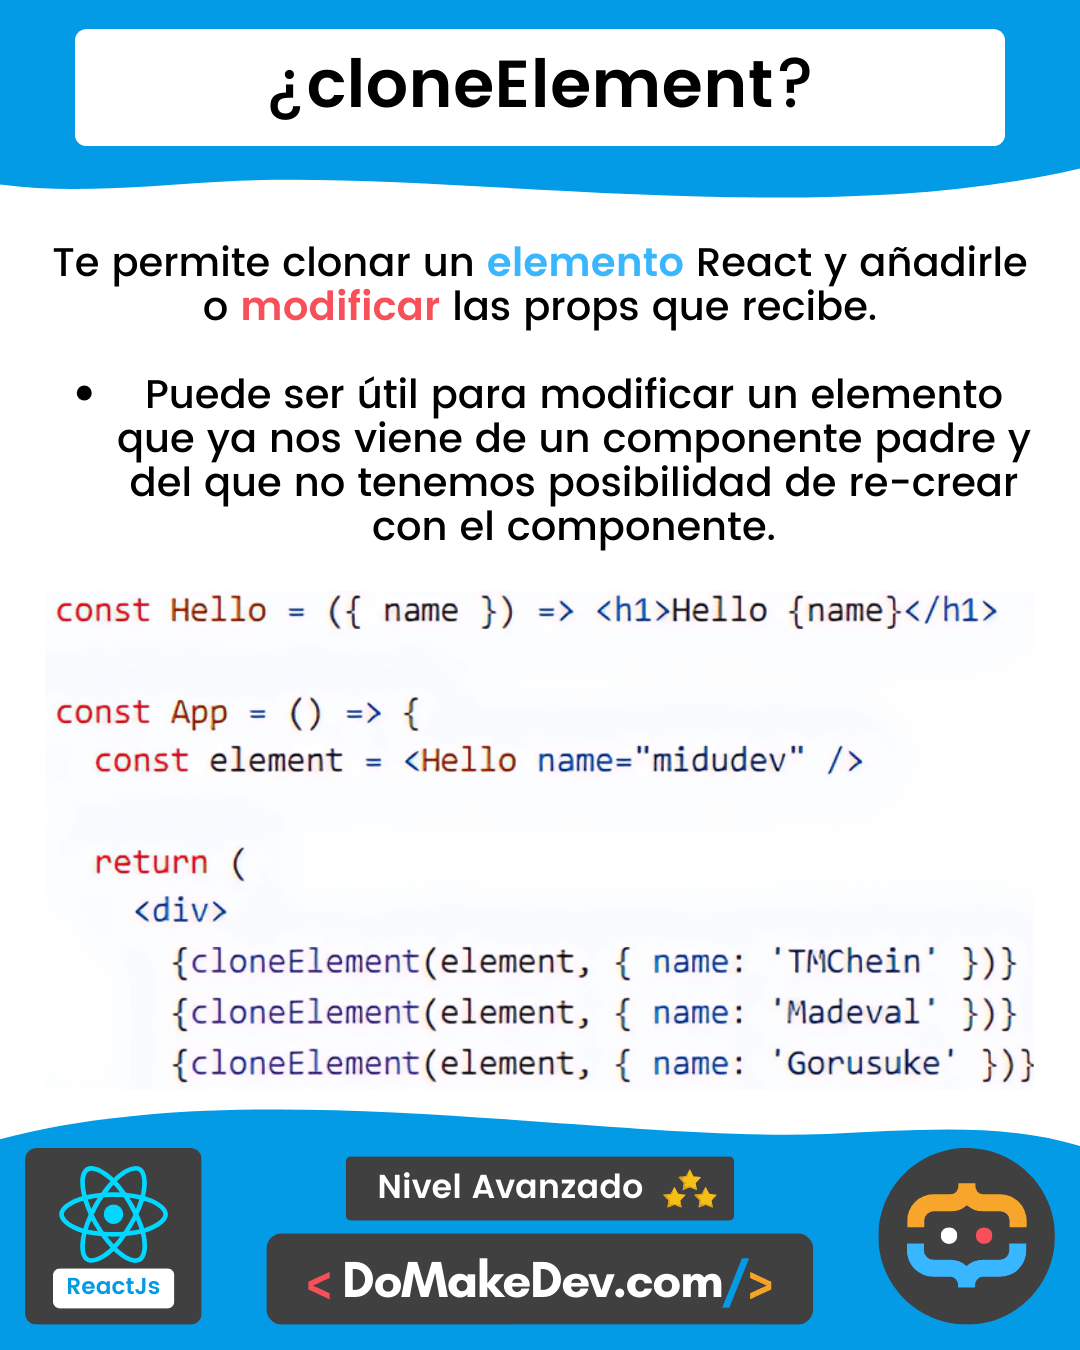 ¿cloneElement?
Te permite clonar un elemento React y añadirle
o modificar las props que recibe.
• Puede ser útil para modificar un elemento
que ya nos viene de un componente padre y
del que no tenemos posibilidad de re-crear
con el componente.
const Hello = ({ name }) => <h1>Hello {name}</h1>
const App = () => {
  const element = <Hello name="midudev" />
  return (
    <div>
      {cloneElement(element, { name: 'TMChein' })}
      {cloneElement(element, { name: 'Madeval' })}
      {cloneElement(element, { name: 'Gorusuke' })}
Nivel Avanzado
ReactJs
< DoMakeDev.com/>